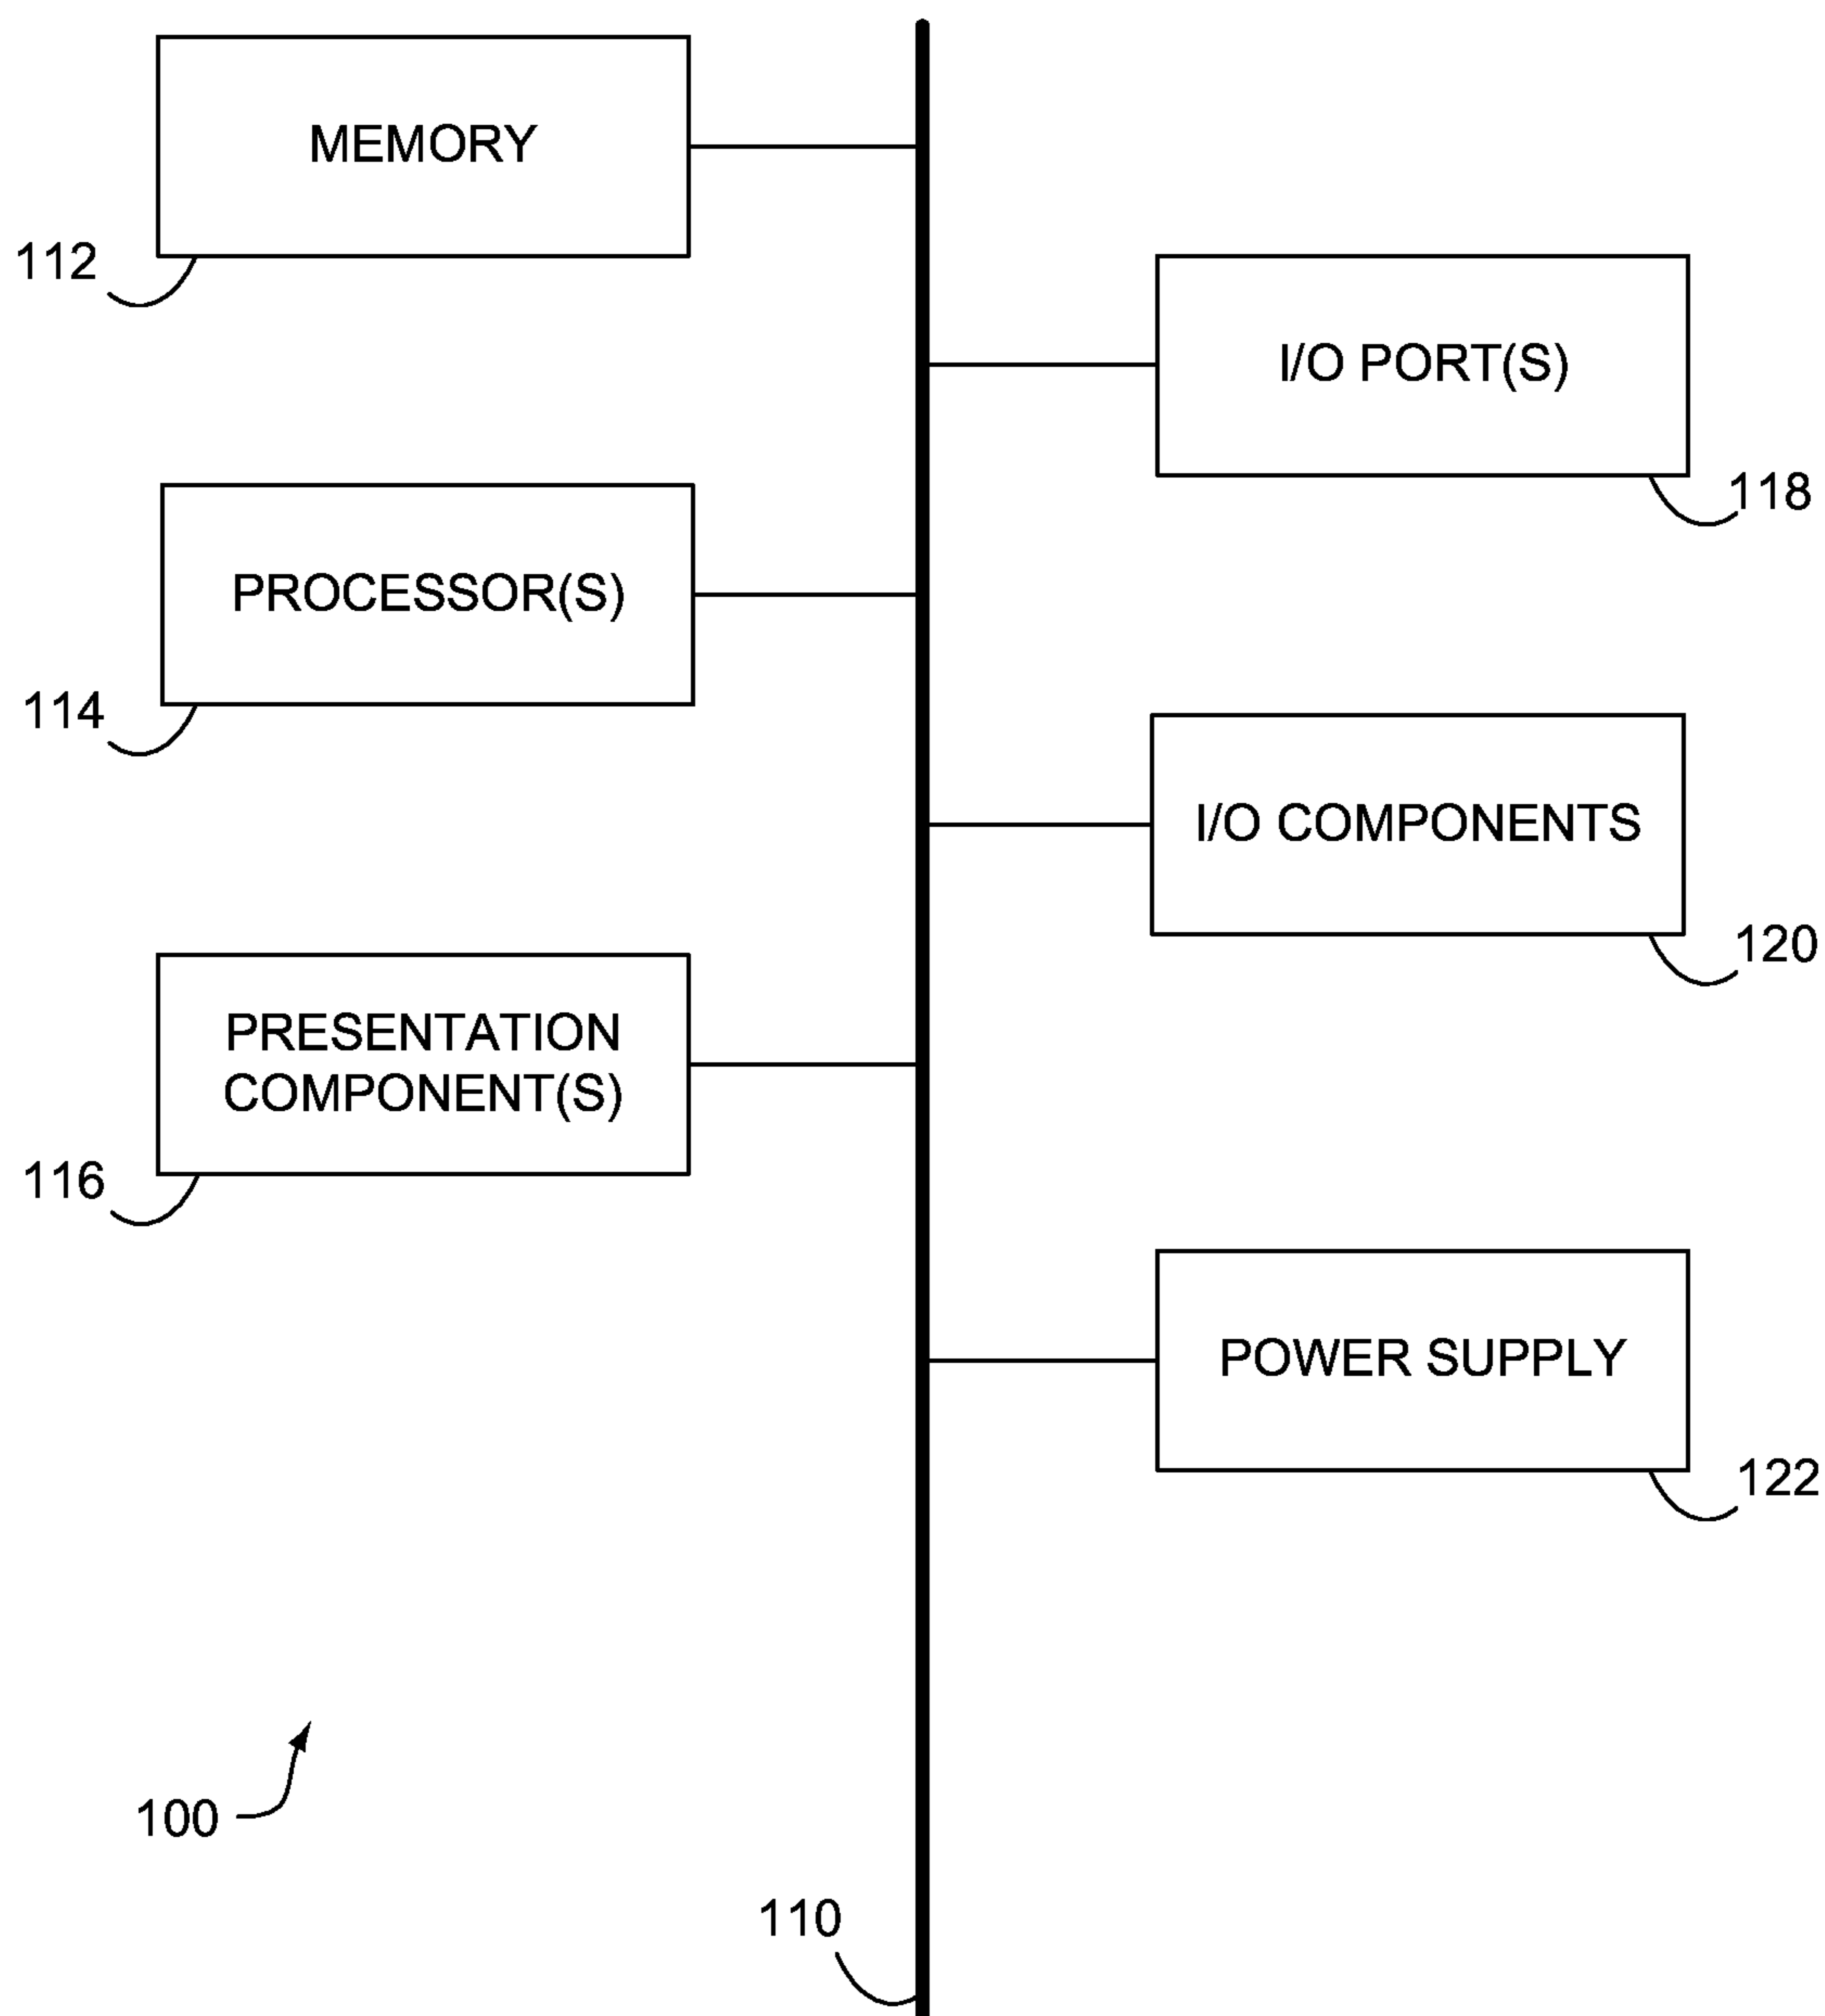 MEMORY
112
I/O PORT(S)
118
PROCESSOR(S)
114
I/O COMPONENTS
120
PRESENTATION
COMPONENT(S)
116
POWER SUPPLY
122
100
110